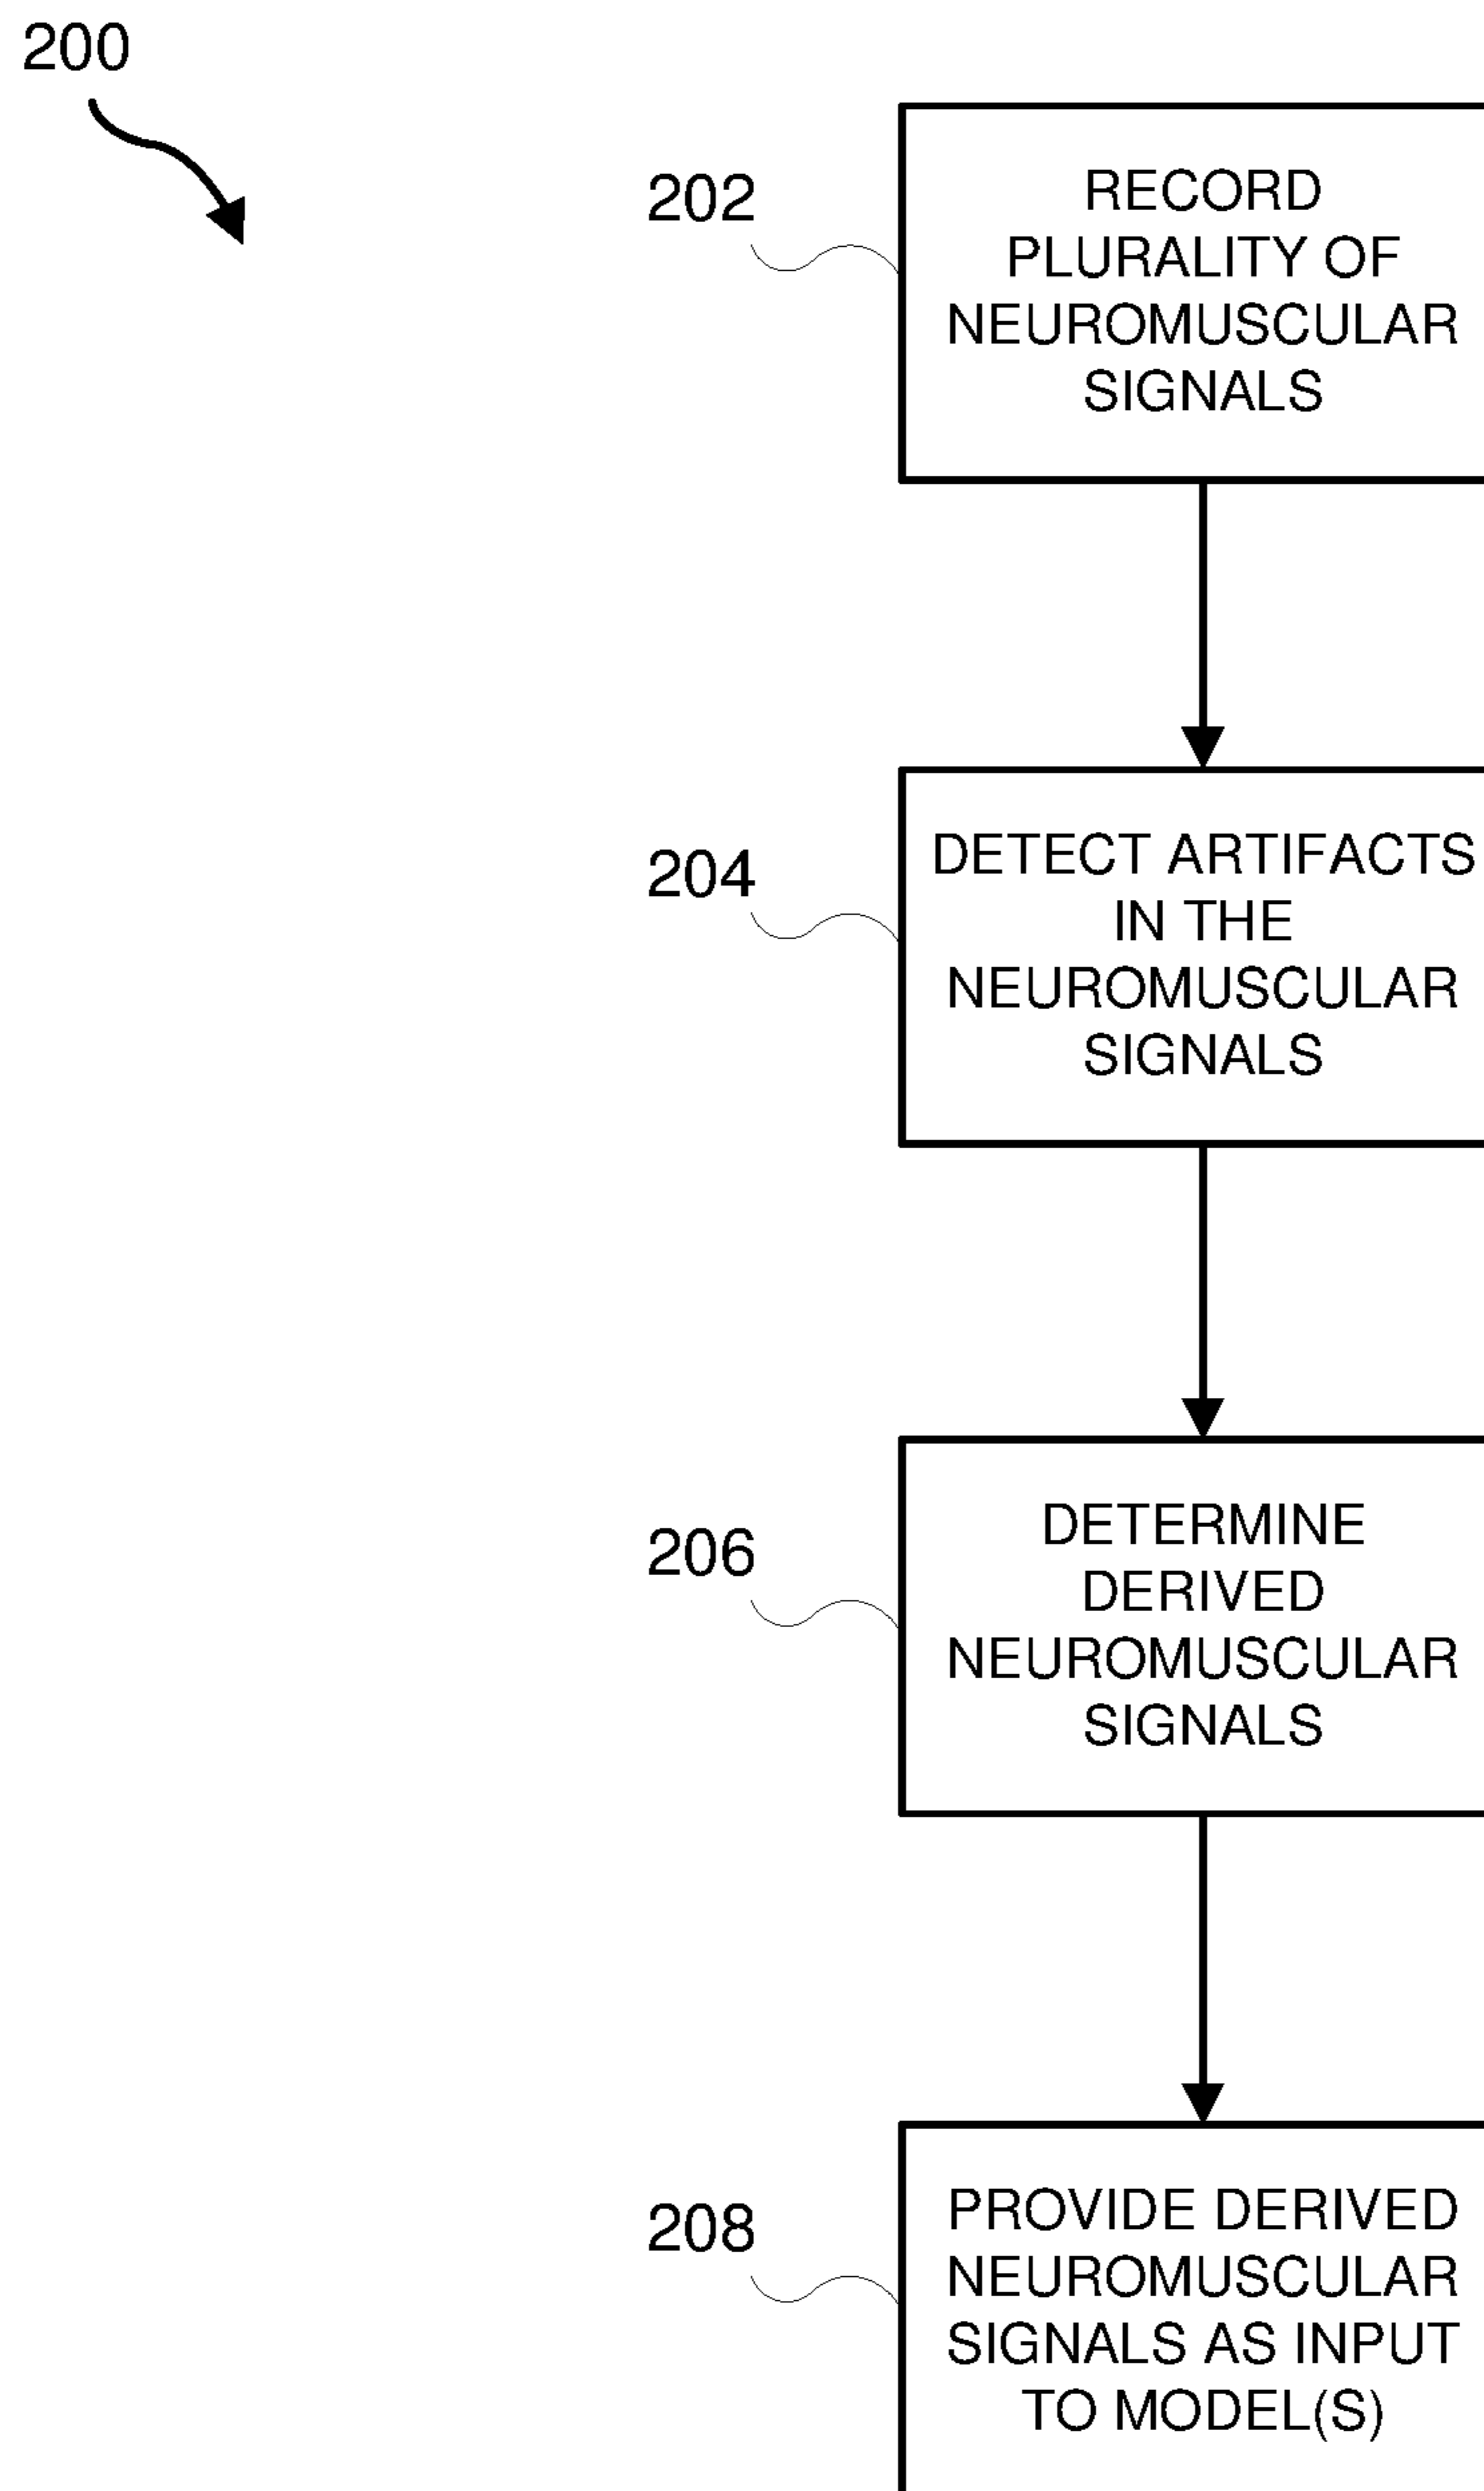 200
202
RECORD
PLURALITY OF
NEUROMUSCULAR
SIGNALS
204
DETECT ARTIFACTS
IN THE
NEUROMUSCULAR
SIGNALS
206
DETERMINE
DERIVED
NEUROMUSCULAR
SIGNALS
208
PROVIDE DERIVED
NEUROMUSCULAR
SIGNALS AS INPUT
TO MODEL(S)